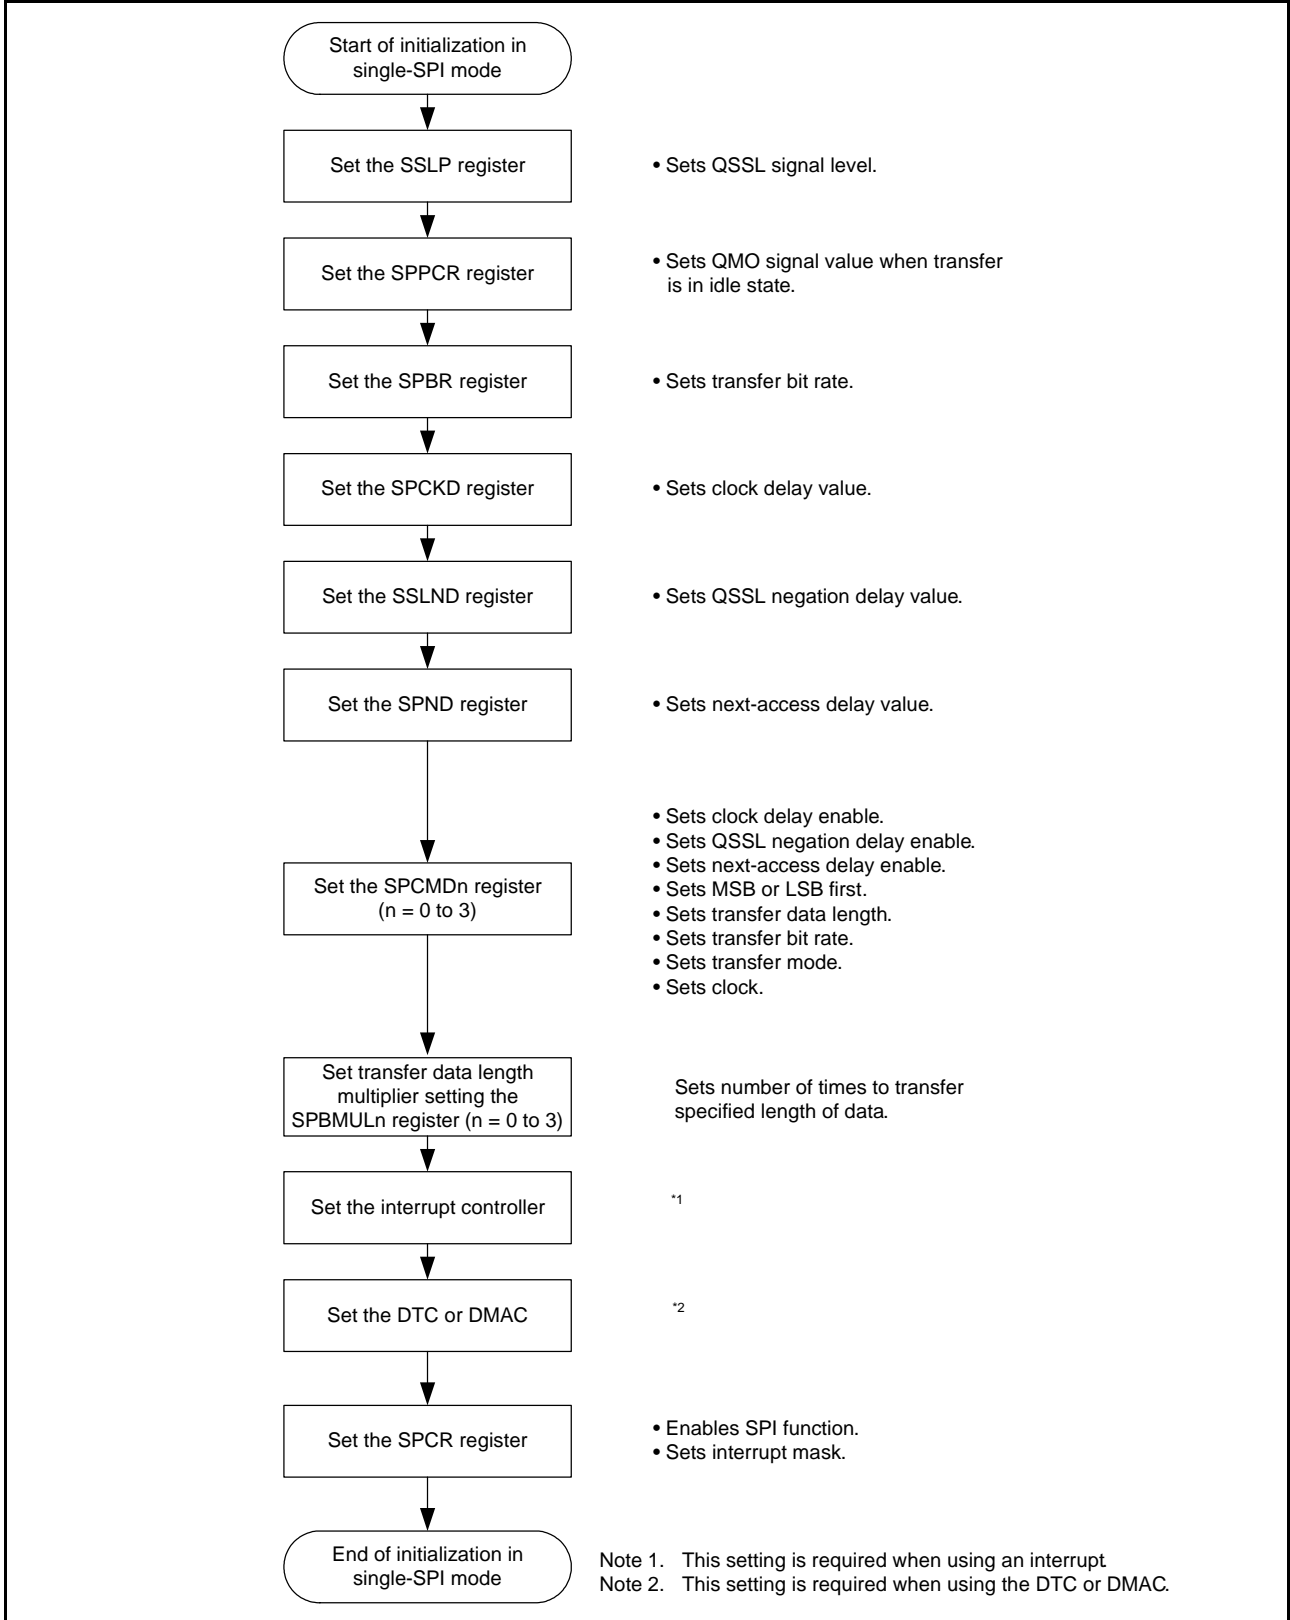 Start of initialization in
single-SPI mode
Set the SSLP register
• Sets QSSL signal level.
Set the SPPCR register
• Sets QMO signal value when transfer
is in idle state.
Set the SPBR register
• Sets transfer bit rate.
Set the SPCKD register
• Sets clock delay value.
Set the SSLND register
• Sets QSSL negation delay value.
Set the SPND register
• Sets next-access delay value.
Set the SPCMDn register
(n = 0 to 3)
• Sets clock delay enable.
• Sets QSSL negation delay enable.
• Sets next-access delay enable.
• Sets MSB or LSB first.
• Sets transfer data length.
• Sets transfer bit rate.
• Sets transfer mode.
• Sets clock.
Set transfer data length
multiplier setting the
SPBMULn register (n = 0 to 3)
Sets number of times to transfer
specified length of data.
Set the interrupt controller
*1
Set the DTC or DMAC
*2
Set the SPCR register
• Enables SPI function.
• Sets interrupt mask.
End of initialization in
single-SPI mode
Note 1. This setting is required when using an interrupt.
Note 2. This setting is required when using the DTC or DMAC.